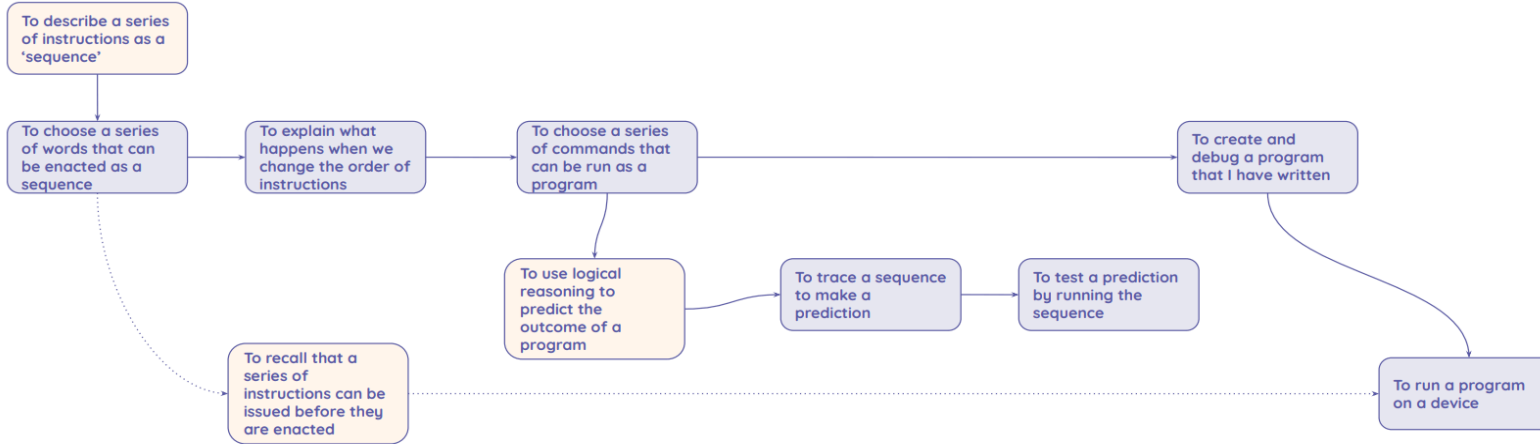 To describe a series
of instructions as a
‘sequence’
To choose a series
of words that can
be enacted as a
sequence
To explain what
happens when we
change the order of
instructions
To choose a series
of commands that
can be run as a
program
To create and
debug a program
that I have written
To use logical
reasoning to
predict the
outcome of a
program
To trace a sequence
to make a
prediction
To test a prediction
by running the
sequence
To recall that a
series of
instructions can be
issued before they
are enacted
To run a program
on a device